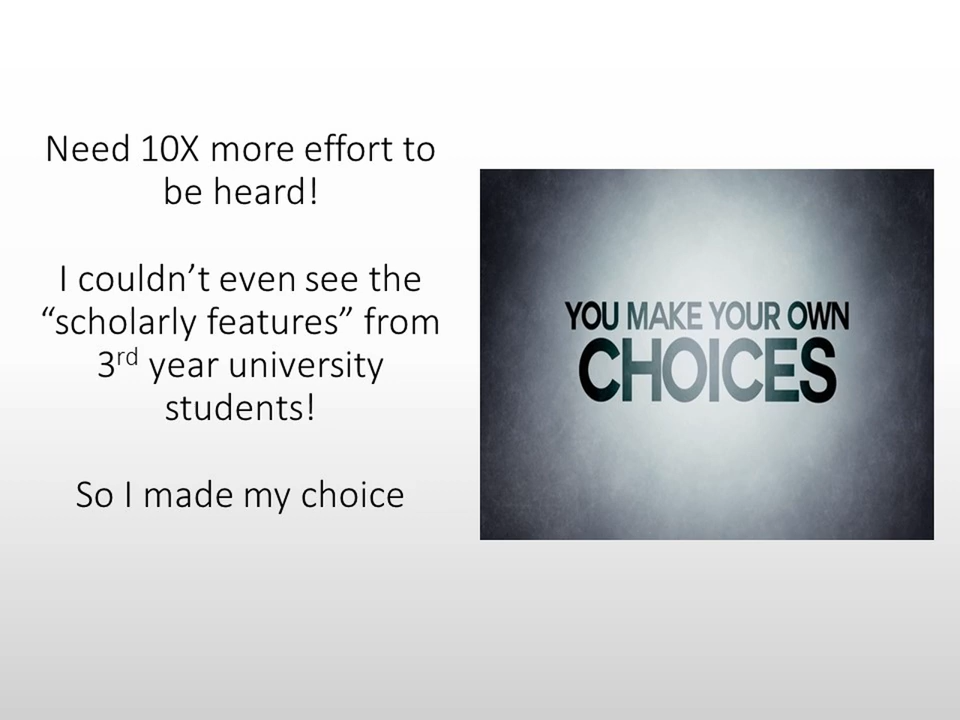 Need 10X more effort to
be heard!
I couldn’t even see the
“scholarly features” from
3rd year university
students!
So I made my choice
YOU MAKE YOUR OWN
CHOICES